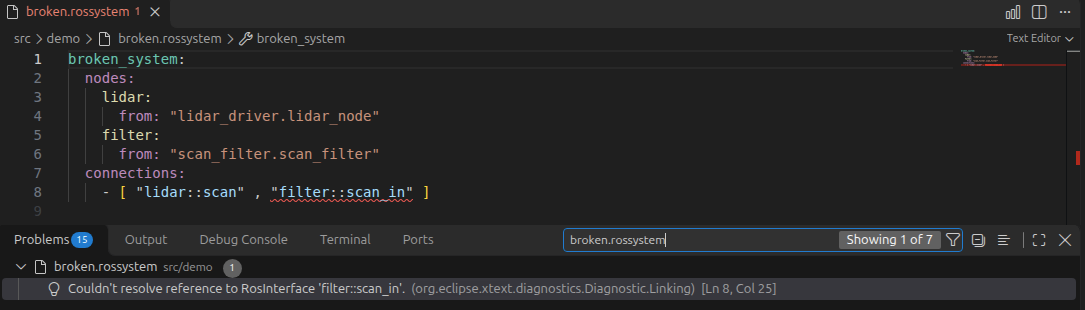 broken.rossystem 1
src > demo > broken.rossystem > broken_system
Text Editor
1 broken_system:
2 nodes:
3 lidar:
4 from: "lidar_driver.lidar_node"
5 filter:
6 from: "scan_filter.scan_filter"
7 connections:
8 - [ "lidar::scan" , "filter::scan_in" ]
9
Problems 15 Output Debug Console Terminal Ports broken.rossystem Showing 1 of 7
broken.rossystem src/demo 1
Couldn't resolve reference to RosInterface 'filter::scan_in'. (org.eclipse.xtext.diagnostics.Diagnostic.Linking) [Ln 8, Col 25]